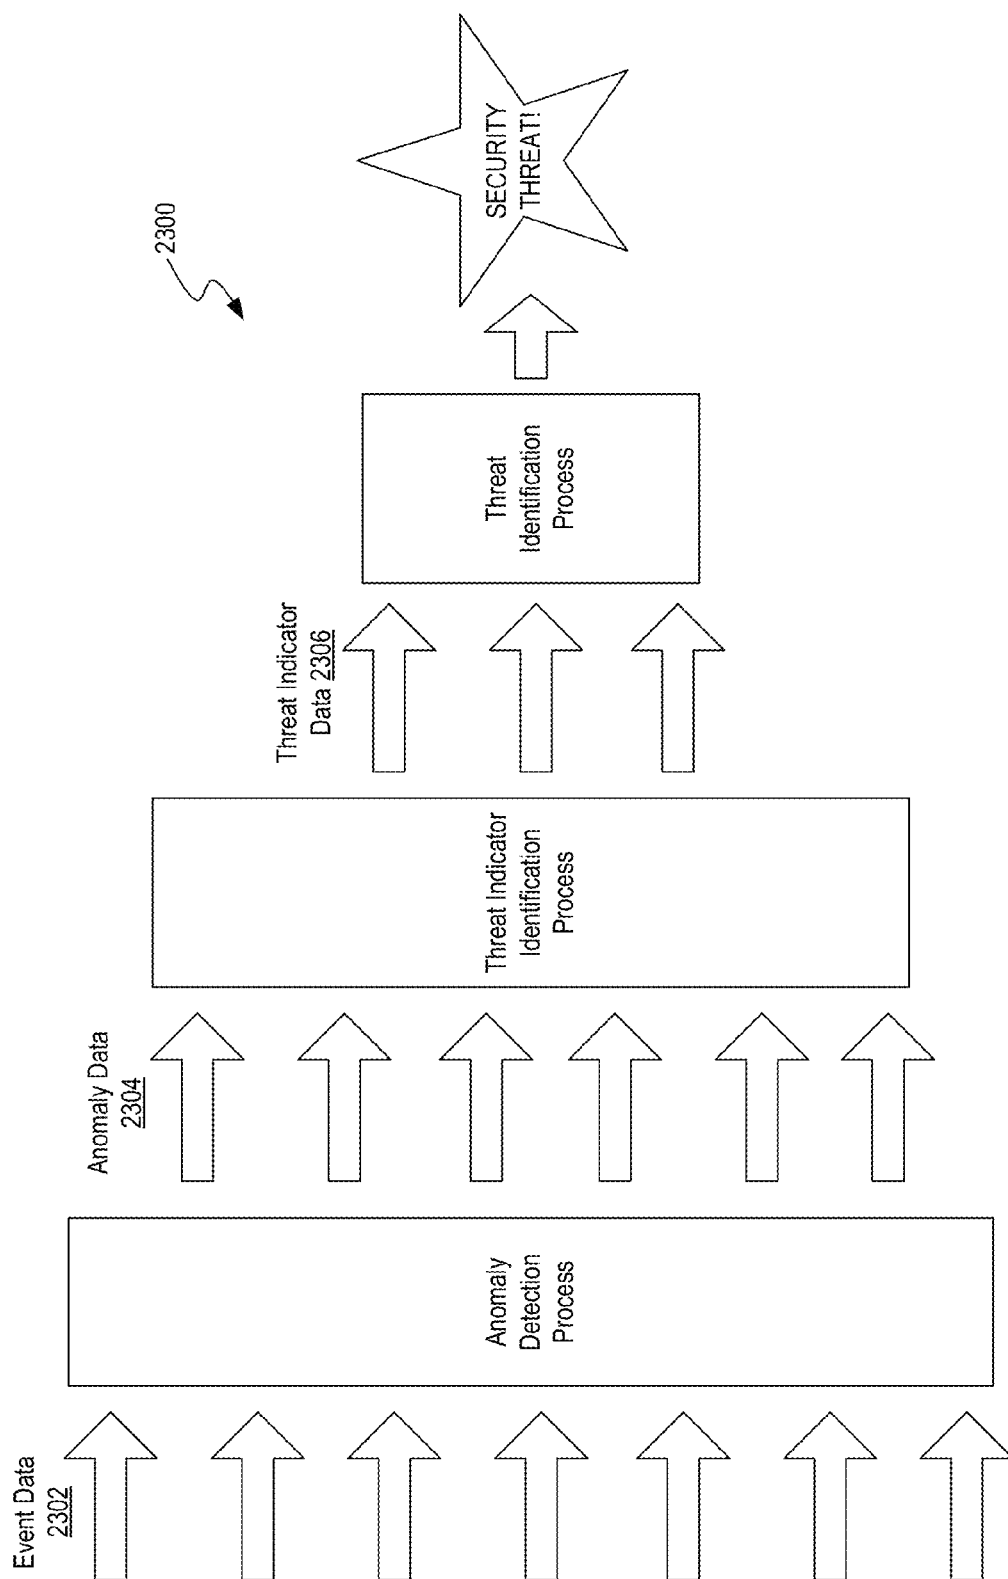 2300
Event Data
2302
Anomaly
Detection
Process
Anomaly Data
2304
Threat Indicator
Identification
Process
Threat Indicator
Data 2306
Threat
Identification
Process
SECURITY
THREAT!